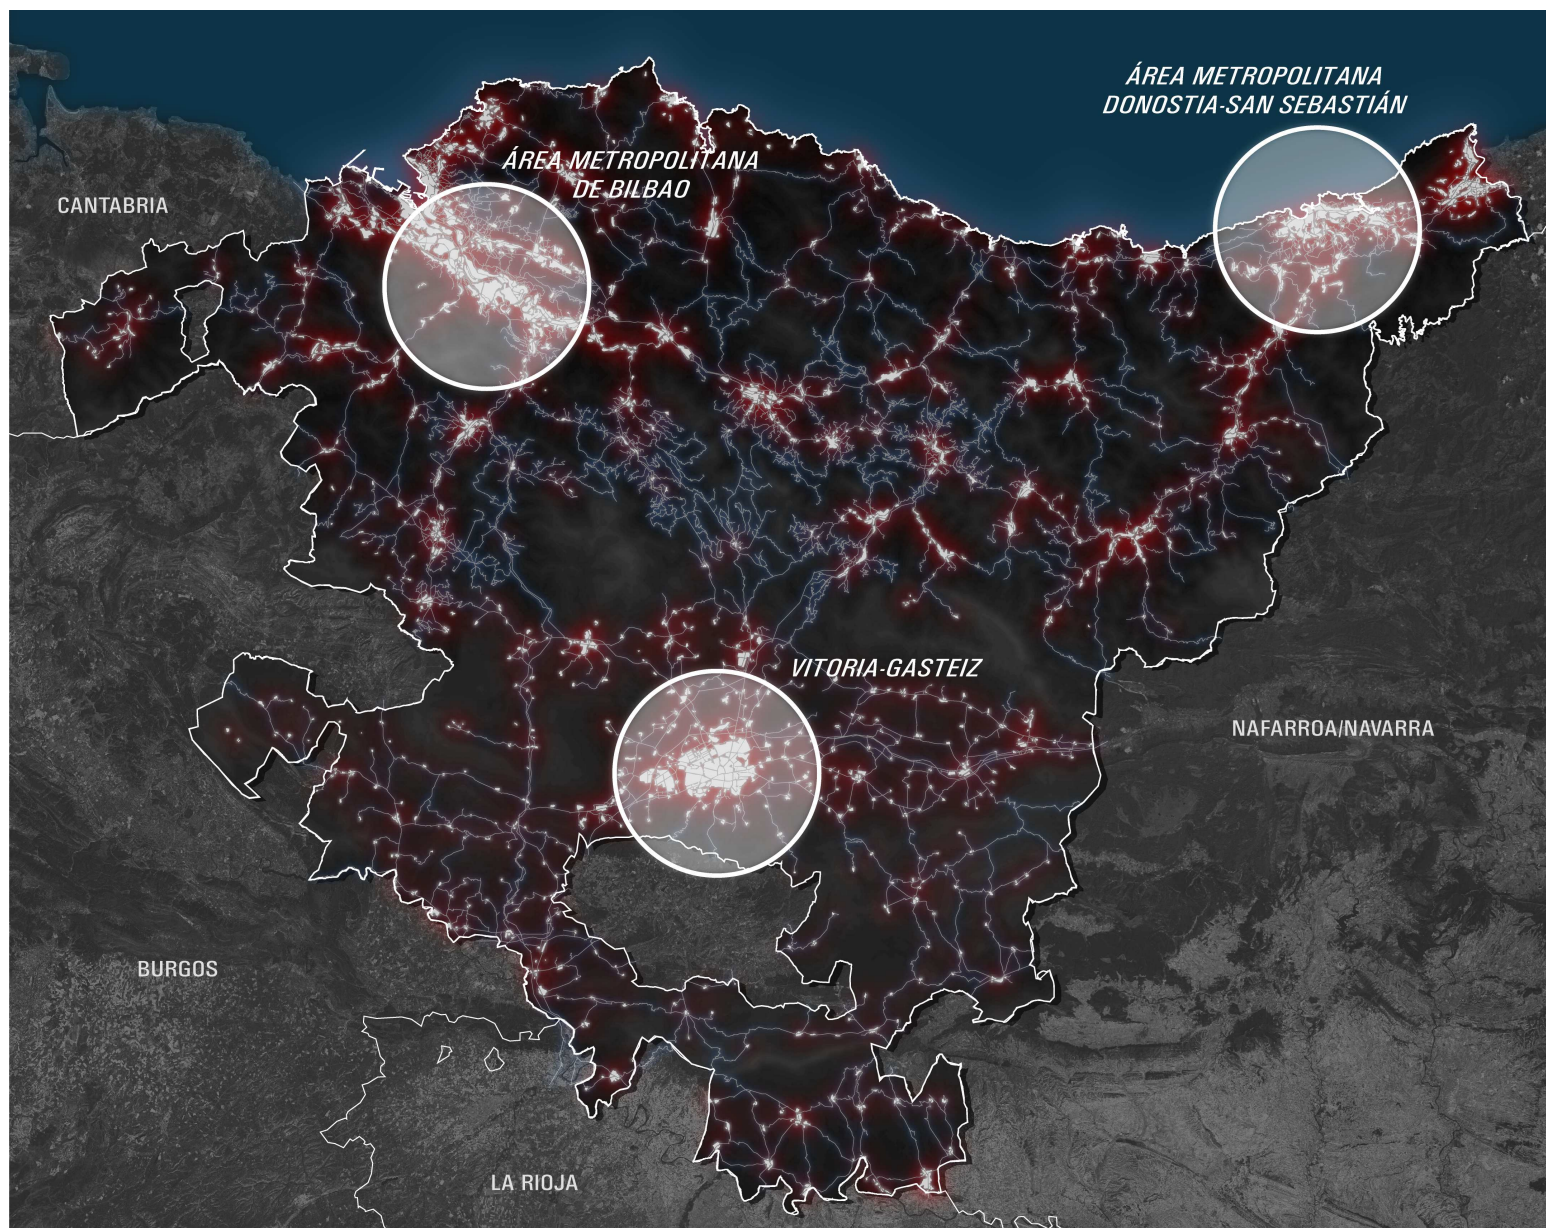 ÁREA METROPOLITANA
DONOSTIA-SAN SEBASTIÁN
ÁREA METROPOLITANA
DE BILBAO
CANTABRIA
VITORIA-GASTEIZ
NAFARROA/NAVARRA
BURGOS
LA RIOJA